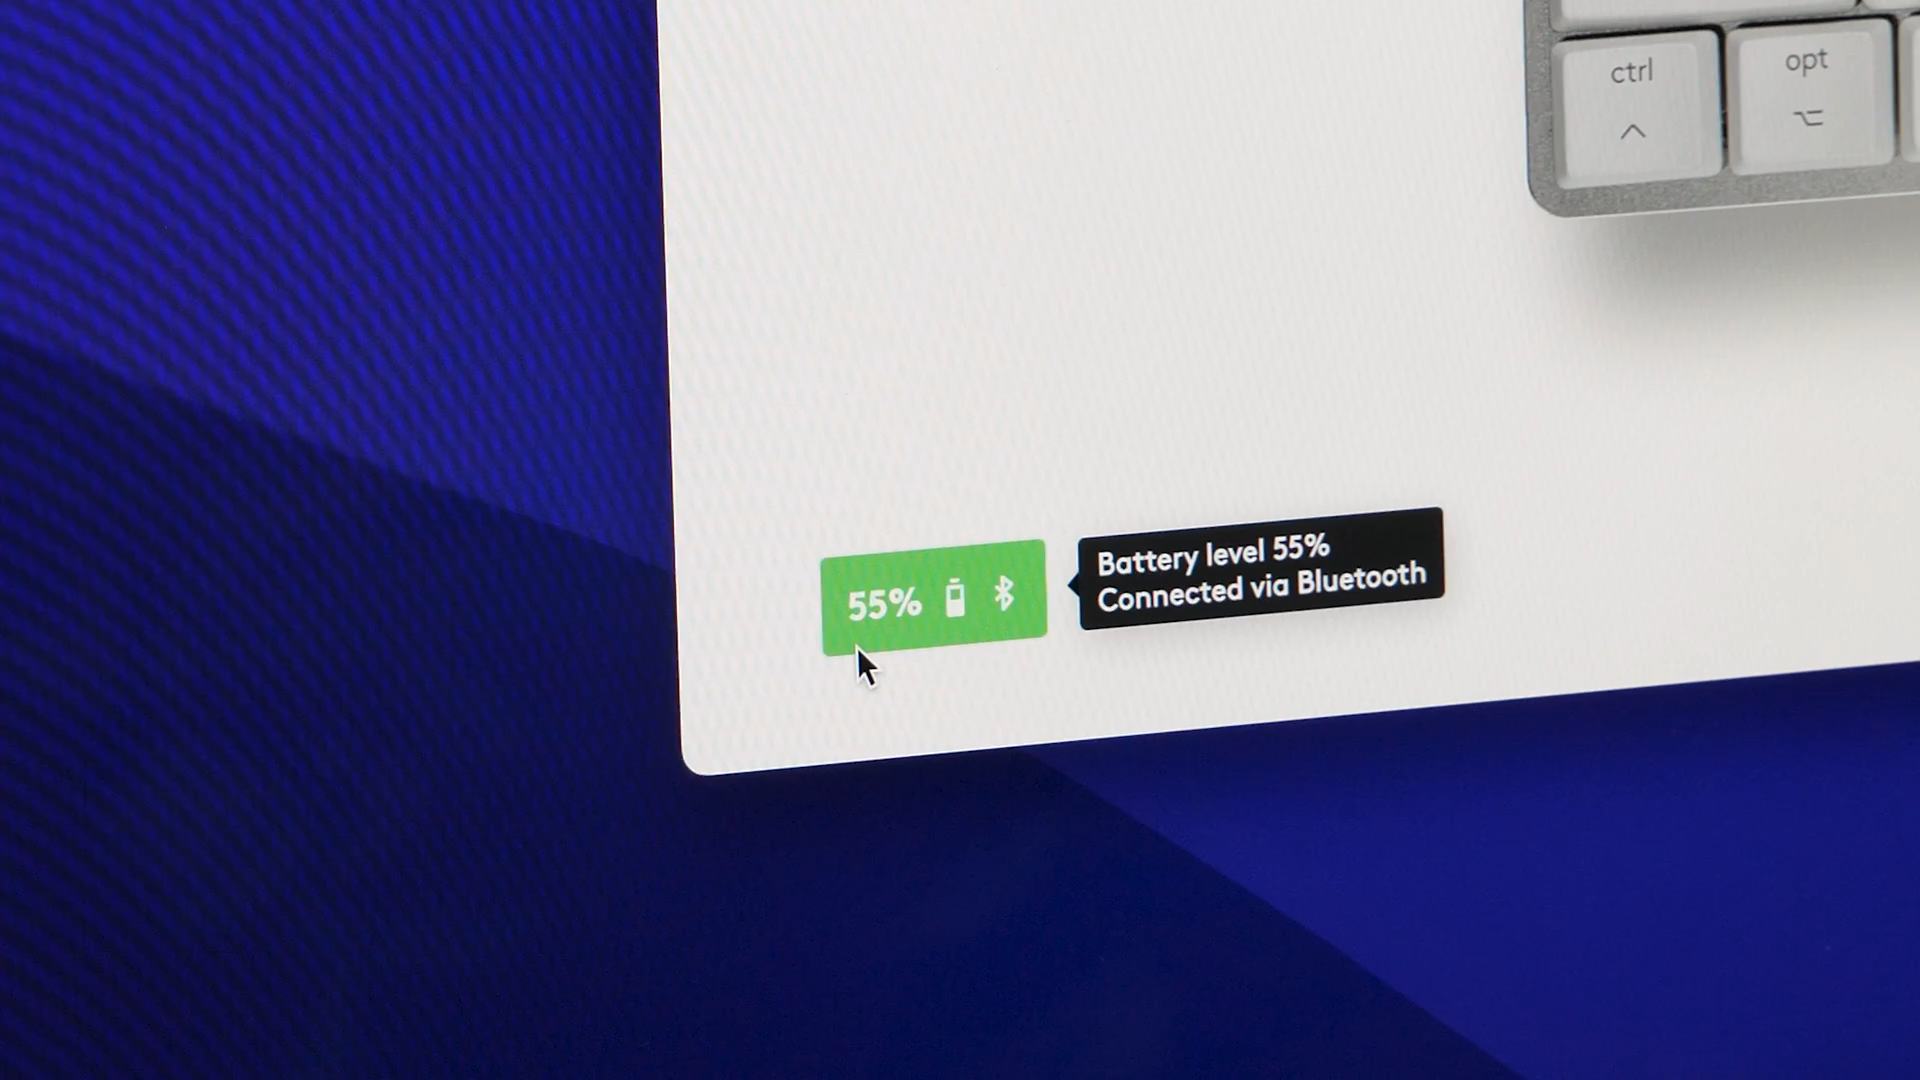 ctrl
opt
55%
Battery level 55%
Connected via Bluetooth